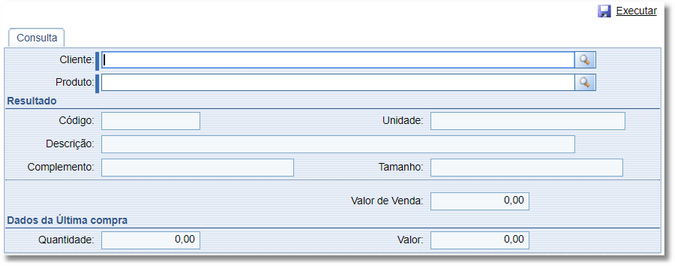 Executar
Consulta
Cliente:
Produto:
Resultado
Código: Unidade:
Descrição:
Complemento: Tamanho:
Valor de Venda: 0,00
Dados da Última compra
Quantidade: 0,00 Valor: 0,00